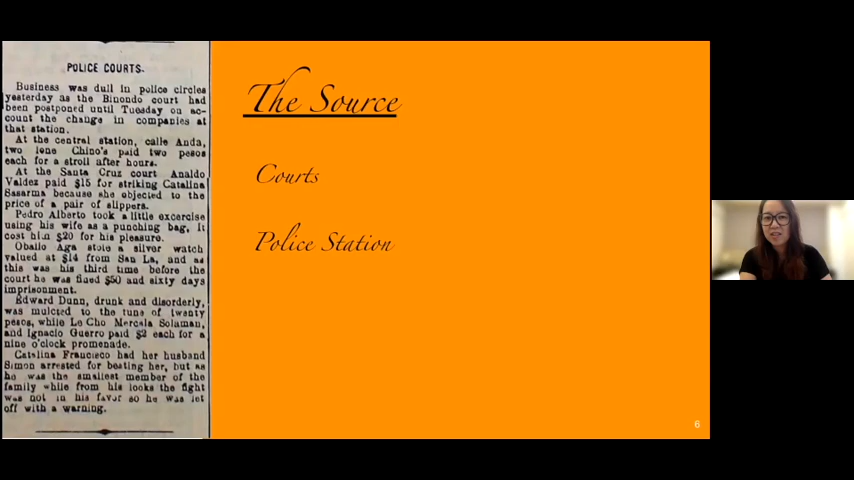 POLICE COURTS.
Business was dull in police circles
yesterday as the Binondo court had
been postponed until Tuesday on ac-
count the change in companies at
that station.
At the central station, calle Anda,
two lone Chino's paid two pesos
each for a stroll after hours.
At the Santa Cruz court Analdo
Valdez paid $15 for striking Catalina
Sasarma because she objected to the
price of a pair of slippers.
Pedro Alberto took a little excercise
using his wife as a punching bag, it
cost him $20 for his pleasure.
Obalio Aga stole a silver watch
valued at $14 from San La, and as
this was his third time before the
court he was fined $50 and sixty days
imprisonment.
Edward Dunn, drunk and disorderly,
was mulcted to the tune of twenty
pesos, while Le Cho Mercala Solaman,
and Ignacio Guerro paid $2 each for a
nine o'clock promenade.
Catalina Francisco had her husband
Simon arrested for beating her, but as
he was the smallest member of the
family while from his looks the fight
was not in his favor so he was let
off with a warning.
The Source
Courts
Police Station
6